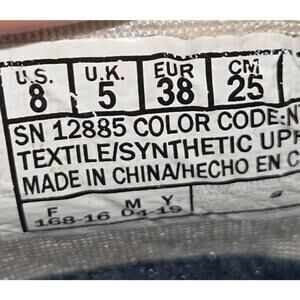 U.S. U.K. EUR CM
8 5 38 25
SN 12885 COLOR CODE:N
TEXTILE/SYNTHETIC UPP
MADE IN CHINA/HECHO EN C
F M Y
168-16 04-19